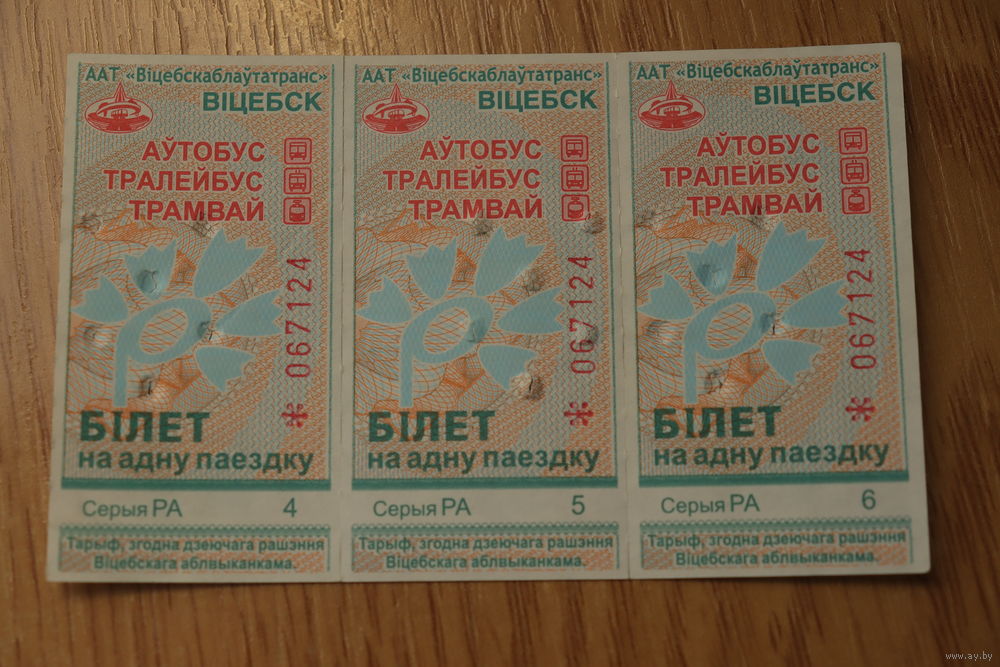 ААТ «Віцебскаблаўтатранс»
ВІЦЕБСК
АЎТОБУС
ТРАЛЕЙБУС
ТРАМВАЙ
067124
БІЛЕТ
на адну паездку
Серыя РА 4
Тарыф, згодна дзеючага рашэння
Віцебскага аблвыканкама.
ААТ «Віцебскаблаўтатранс»
ВІЦЕБСК
АЎТОБУС
ТРАЛЕЙБУС
ТРАМВАЙ
067124
БІЛЕТ
на адну паездку
Серыя РА 5
Тарыф, згодна дзеючага рашэння
Віцебскага аблвыканкама.
ААТ «Віцебскаблаўтатранс»
ВІЦЕБСК
АЎТОБУС
ТРАЛЕЙБУС
ТРАМВАЙ
067124
БІЛЕТ
на адну паездку
Серыя РА 6
Тарыф, згодна дзеючага рашэння
Віцебскага аблвыканкама.
www.ay.by